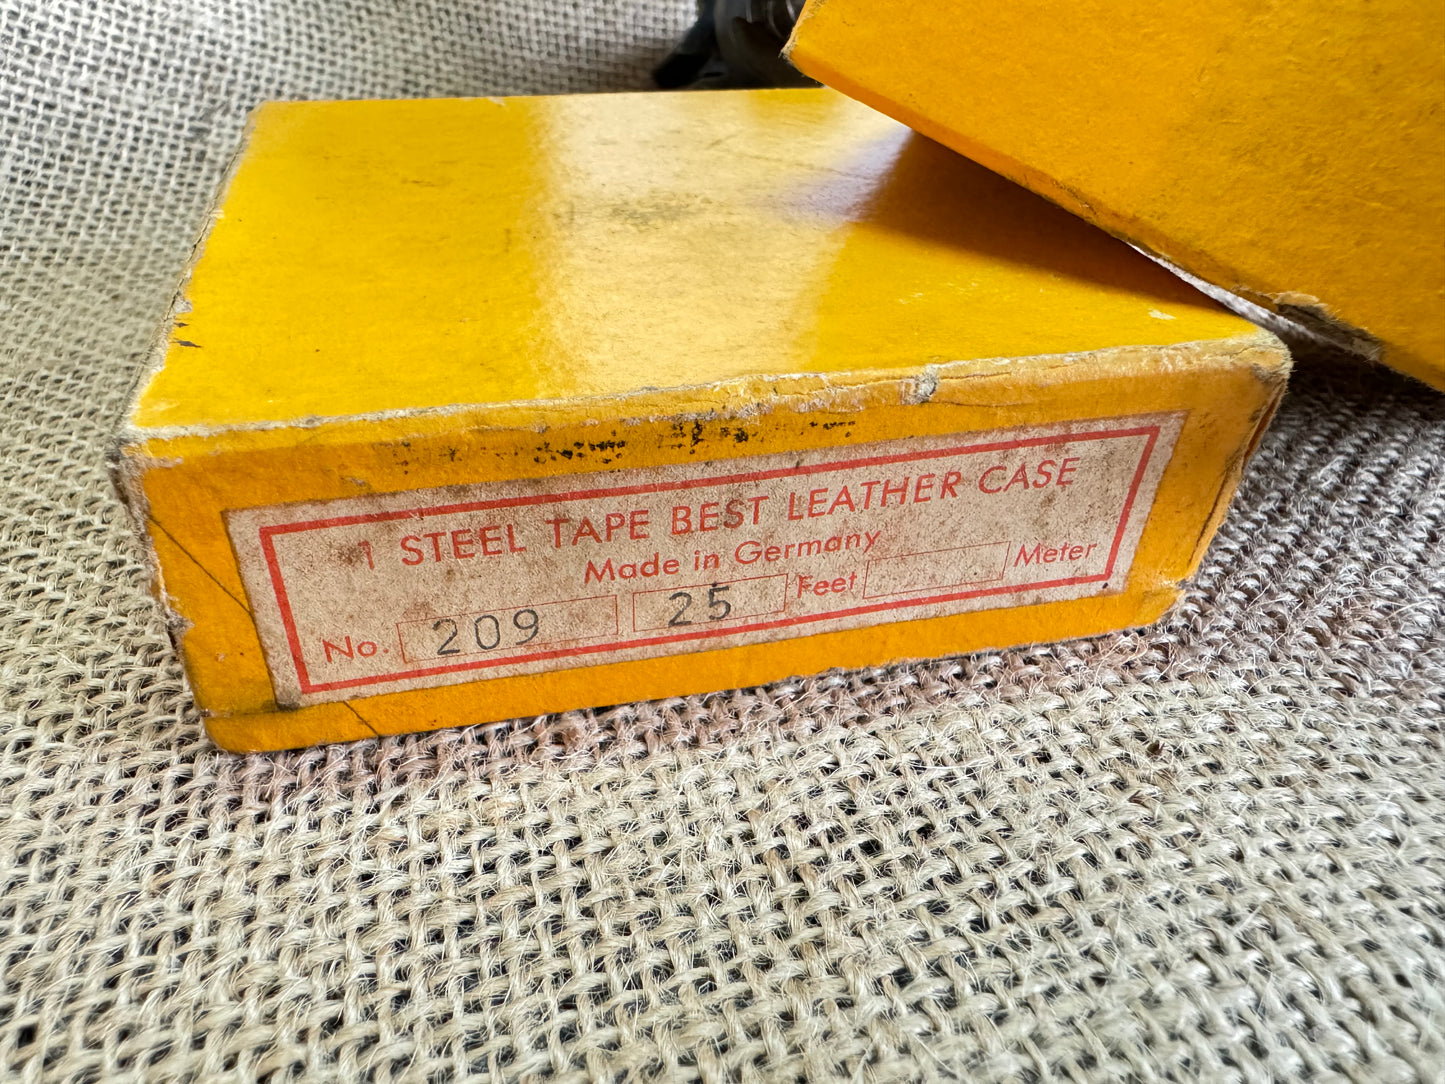 1 STEEL TAPE BEST LEATHER CASE
Made in Germany
No. 209 25 Feet Meter